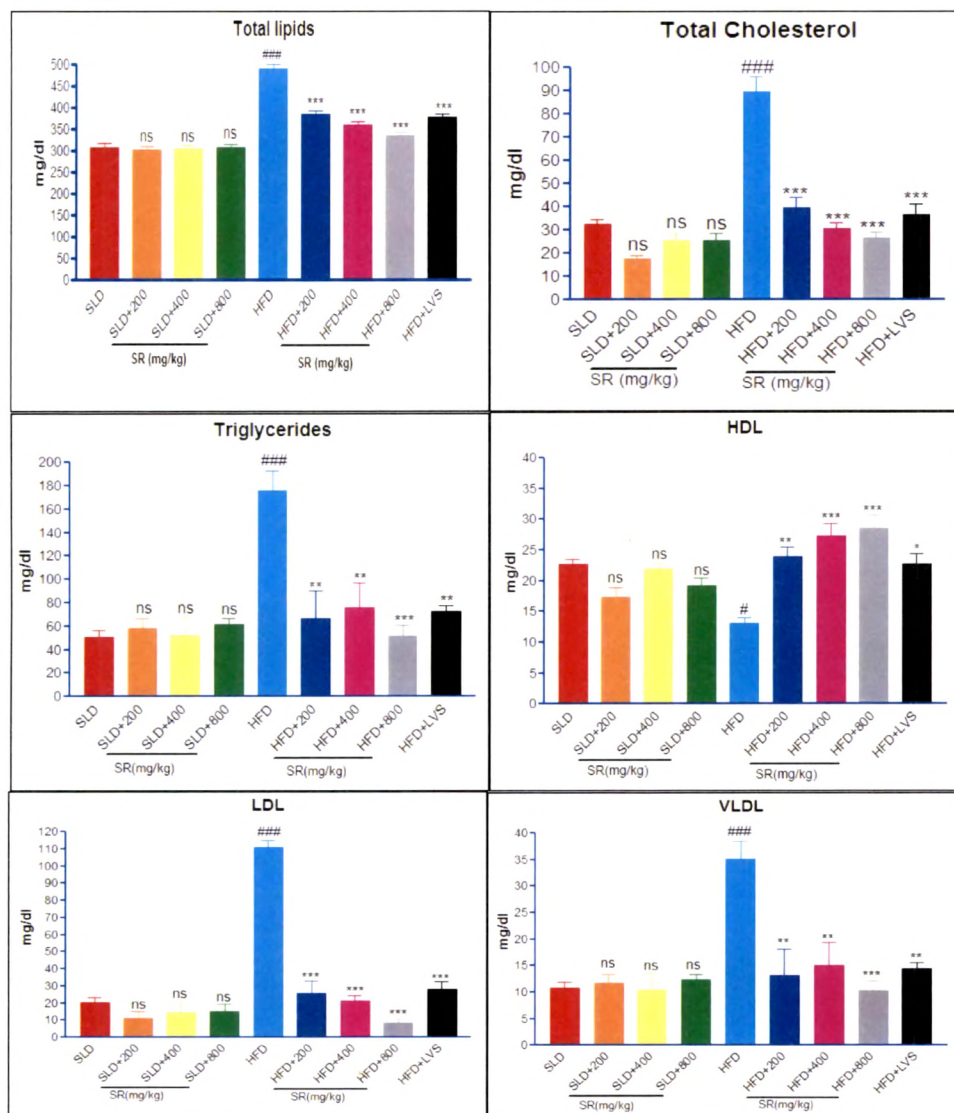 Total lipids
###
500
450
400
350
300
250
200
150
100
50
0
mg/dl
ns ns ns *** *** *** ***
SLD SLD+200 SLD+400 SLD+800 HFD HFD+200 HFD+400 HFD+800 HFD+LVS
SR (mg/kg) SR (mg/kg)
Total Cholesterol
###
100
90
80
70
60
50
40
30
20
10
0
mg/dl
ns ns ns *** *** *** ***
SLD SLD+200 SLD+400 SLD+800 HFD HFD+200 HFD+400 HFD+800 HFD+LVS
SR (mg/kg) SR (mg/kg)
Triglycerides
###
200
180
160
140
120
100
80
60
40
20
0
mg/dl
ns ns ns ** ** *** **
SLD SLD+200 SLD+400 SLD+800 HFD HFD+200 HFD+400 HFD+800 HFD+LVS
SR(mg/kg) SR(mg/kg)
HDL
40
35
30
25
20
15
10
5
0
mg/dl
ns ns ns # ** *** *** *
SLD SLD+200 SLD+400 SLD+800 HFD HFD+200 HFD+400 HFD+800 HFD+LVS
SR(mg/kg) SR(mg/kg)
LDL
###
120
110
100
90
80
70
60
50
40
30
20
10
0
mg/dl
ns ns ns *** *** *** ***
SLD SLD+200 SLD+400 SLD+800 HFD HFD+200 HFD+400 HFD+800 HFD+LVS
SR(mg/kg) SR(mg/kg)
VLDL
###
40
35
30
25
20
15
10
5
0
mg/dl
ns ns ns ** ** *** **
SLD SLD+200 SLD+400 SLD+800 HFD HFD+200 HFD+400 HFD+800 HFD+LVS
SR(mg/kg) SR(mg/kg)